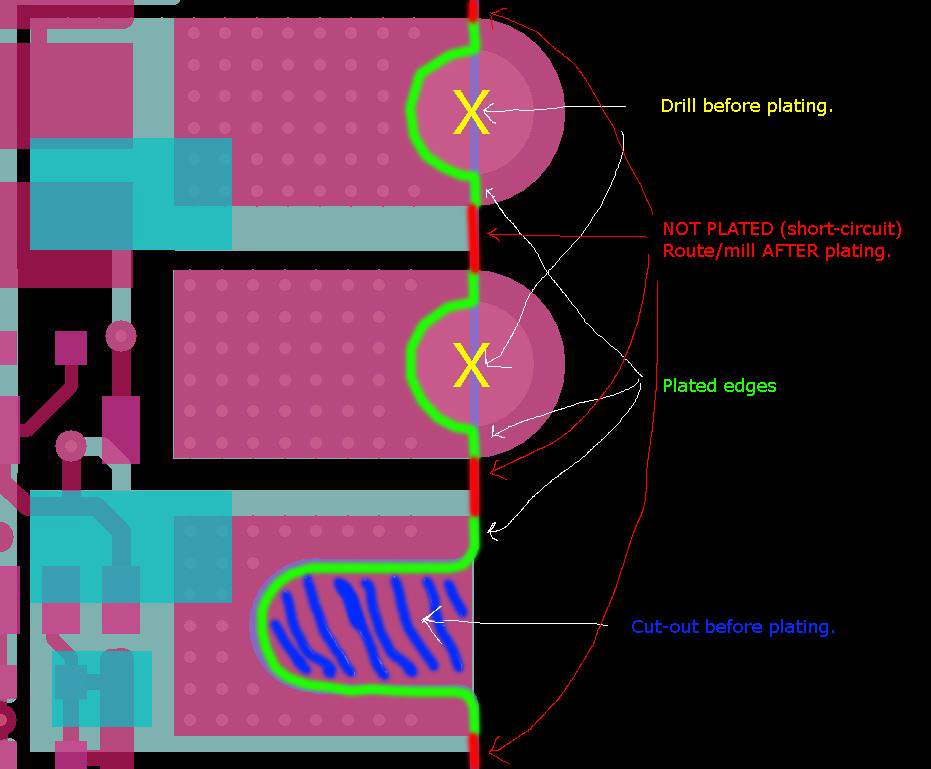 X
Drill before plating.
NOT PLATED (short-circuit)
Route/mill AFTER plating.
X
Plated edges
Cut-out before plating.